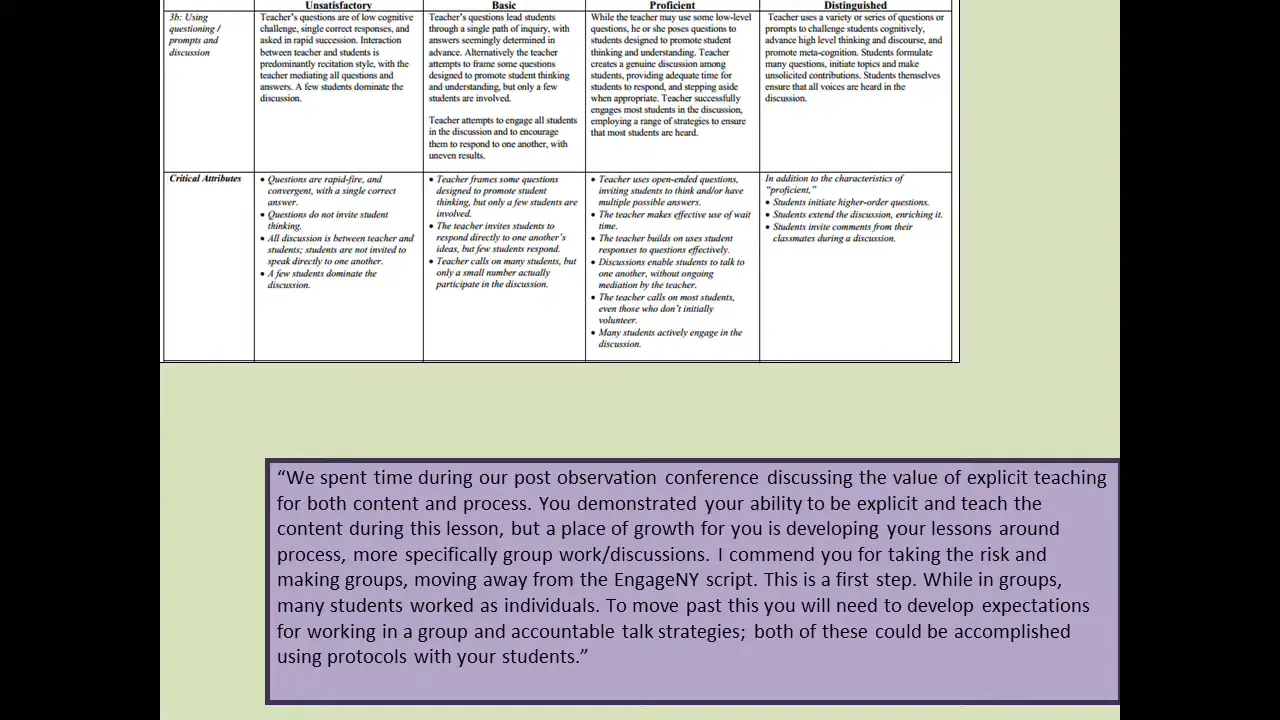 Unsatisfactory
Basic
Proficient
Distinguished
3b: Using
questioning /
prompts and
discussion
Teacher's questions are of low cognitive
challenge, single correct responses, and
asked in rapid succession. Interaction
between teacher and students is
predominantly recitation style, with the
teacher mediating all questions and
answers. A few students dominate the
discussion.
Teacher's questions lead students
through a single path of inquiry, with
answers seemingly determined in
advance. Alternatively the teacher
attempts to frame some questions
designed to promote student thinking
and understanding, but only a few
students are involved.
Teacher attempts to engage all students
in the discussion and to encourage
them to respond to one another, with
uneven results.
While the teacher may use some low-level
questions, he or she poses questions to
students designed to promote student
thinking and understanding. Teacher
creates a genuine discussion among
students, providing adequate time for
students to respond, and stepping aside
when appropriate. Teacher successfully
engages most students in the discussion,
employing a range of strategies to ensure
that most students are heard.
Teacher uses a variety or series of questions or
prompts to challenge students cognitively,
advance high level thinking and discourse, and
promote meta-cognition. Students formulate
many questions, initiate topics and make
unsolicited contributions. Students themselves
ensure that all voices are heard in the
discussion.
Critical Attributes
• Questions are rapid-fire, and
convergent, with a single correct
answer.
• Questions do not invite student
thinking.
• All discussion is between teacher and
students; students are not invited to
speak directly to one another.
• A few students dominate the
discussion.
• Teacher frames some questions
designed to promote student
thinking, but only a few students are
involved.
• The teacher invites students to
respond directly to one another's
ideas, but few students respond.
• Teacher calls on many students, but
only a small number actually
participate in the discussion.
• Teacher uses open-ended questions,
inviting students to think and/or have
multiple possible answers.
• The teacher makes effective use of wait
time.
• The teacher builds on uses student
responses to questions effectively.
• Discussions enable students to talk to
one another, without ongoing
mediation by the teacher.
• The teacher calls on most students,
even those who don't initially
volunteer.
• Many students actively engage in the
discussion.
In addition to the characteristics of
"proficient,"
• Students initiate higher-order questions.
• Students extend the discussion, enriching it.
• Students invite comments from their
classmates during a discussion.
“We spent time during our post observation conference discussing the value of explicit teaching
for both content and process. You demonstrated your ability to be explicit and teach the
content during this lesson, but a place of growth for you is developing your lessons around
process, more specifically group work/discussions. I commend you for taking the risk and
making groups, moving away from the EngageNY script. This is a first step. While in groups,
many students worked as individuals. To move past this you will need to develop expectations
for working in a group and accountable talk strategies; both of these could be accomplished
using protocols with your students.”